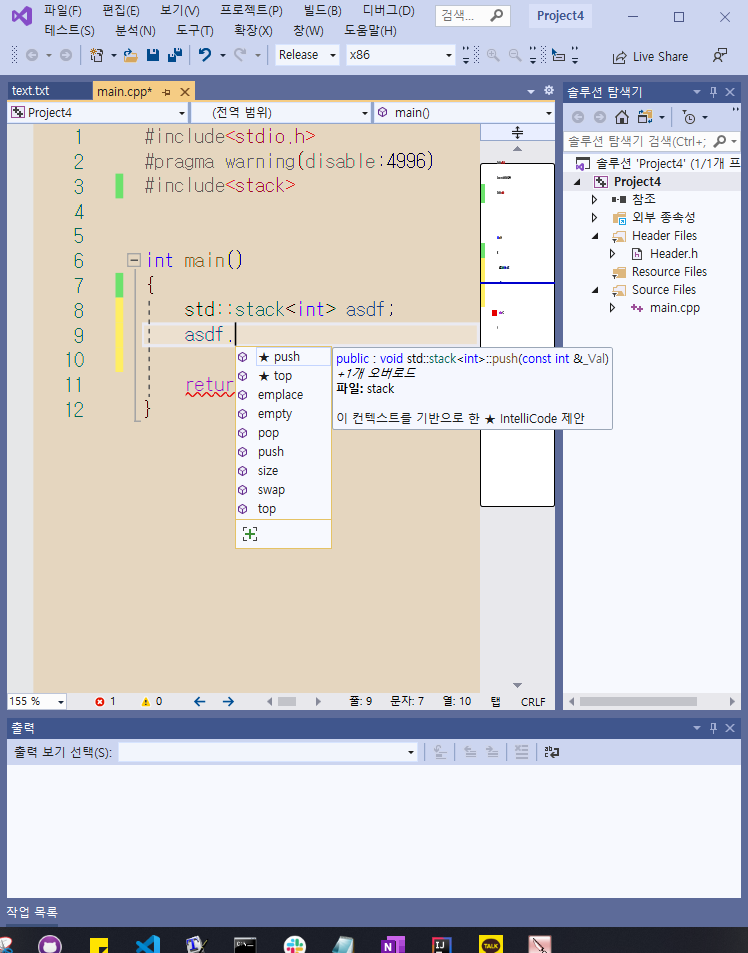 파일(F) 편집(E) 보기(V) 프로젝트(P) 빌드(B) 디버그(D) 검색... Project4
테스트(S) 분석(N) 도구(T) 확장(X) 창(W) 도움말(H)
Release x86 Live Share
text.txt main.cpp*
Project4 (전역 범위) main()
1 #include<stdio.h>
2 #pragma warning(disable:4996)
3 #include<stack>
4
5
6 int main()
7 {
8 std::stack<int> asdf;
9 asdf.
10
11 retur
12 }
★ push
★ top
emplace
empty
pop
push
size
swap
top
public : void std::stack<int>::push(const int &_Val)
+1개 오버로드
파일: stack
이 컨텍스트를 기반으로 한 ★ IntelliCode 제안
155 % 1 0 줄: 9 문자: 7 열: 10 탭 CRLF
솔루션 탐색기
솔루션 탐색기 검색(Ctrl+;
솔루션 'Project4' (1/1개 프
Project4
참조
외부 종속성
Header Files
Header.h
Resource Files
Source Files
main.cpp
출력
출력 보기 선택(S):
작업 목록
TALK